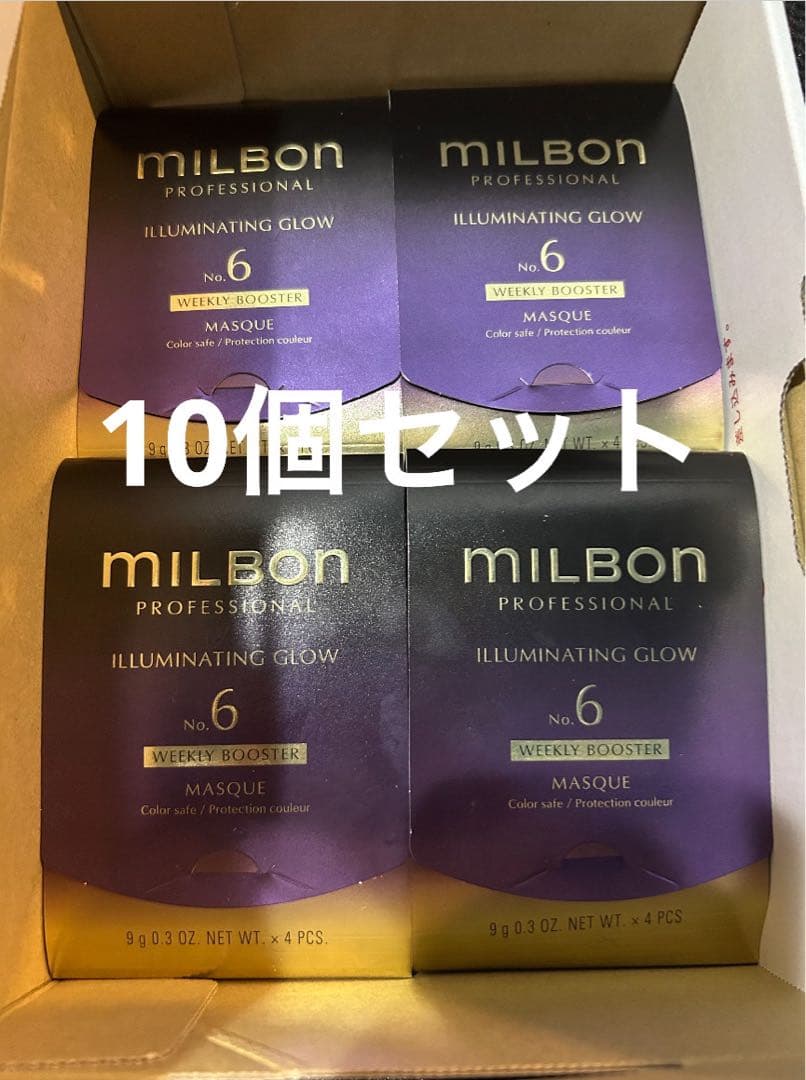 MILBON
PROFESSIONAL
ILLUMINATING GLOW
No.6
WEEKLY BOOSTER
MASQUE
Color safe / Protection couleur
MILBON
PROFESSIONAL
ILLUMINATING GLOW
No.6
WEEKLY BOOSTER
MASQUE
Color safe / Protection couleur
10個セット
MILBON
PROFESSIONAL
ILLUMINATING GLOW
No.6
WEEKLY BOOSTER
MASQUE
Color safe / Protection couleur
9 g 0.3 OZ. NET WT. × 4 PCS.
MILBON
PROFESSIONAL
ILLUMINATING GLOW
No.6
WEEKLY BOOSTER
MASQUE
Color safe / Protection couleur
9 g 0.3 OZ. NET WT. × 4 PCS